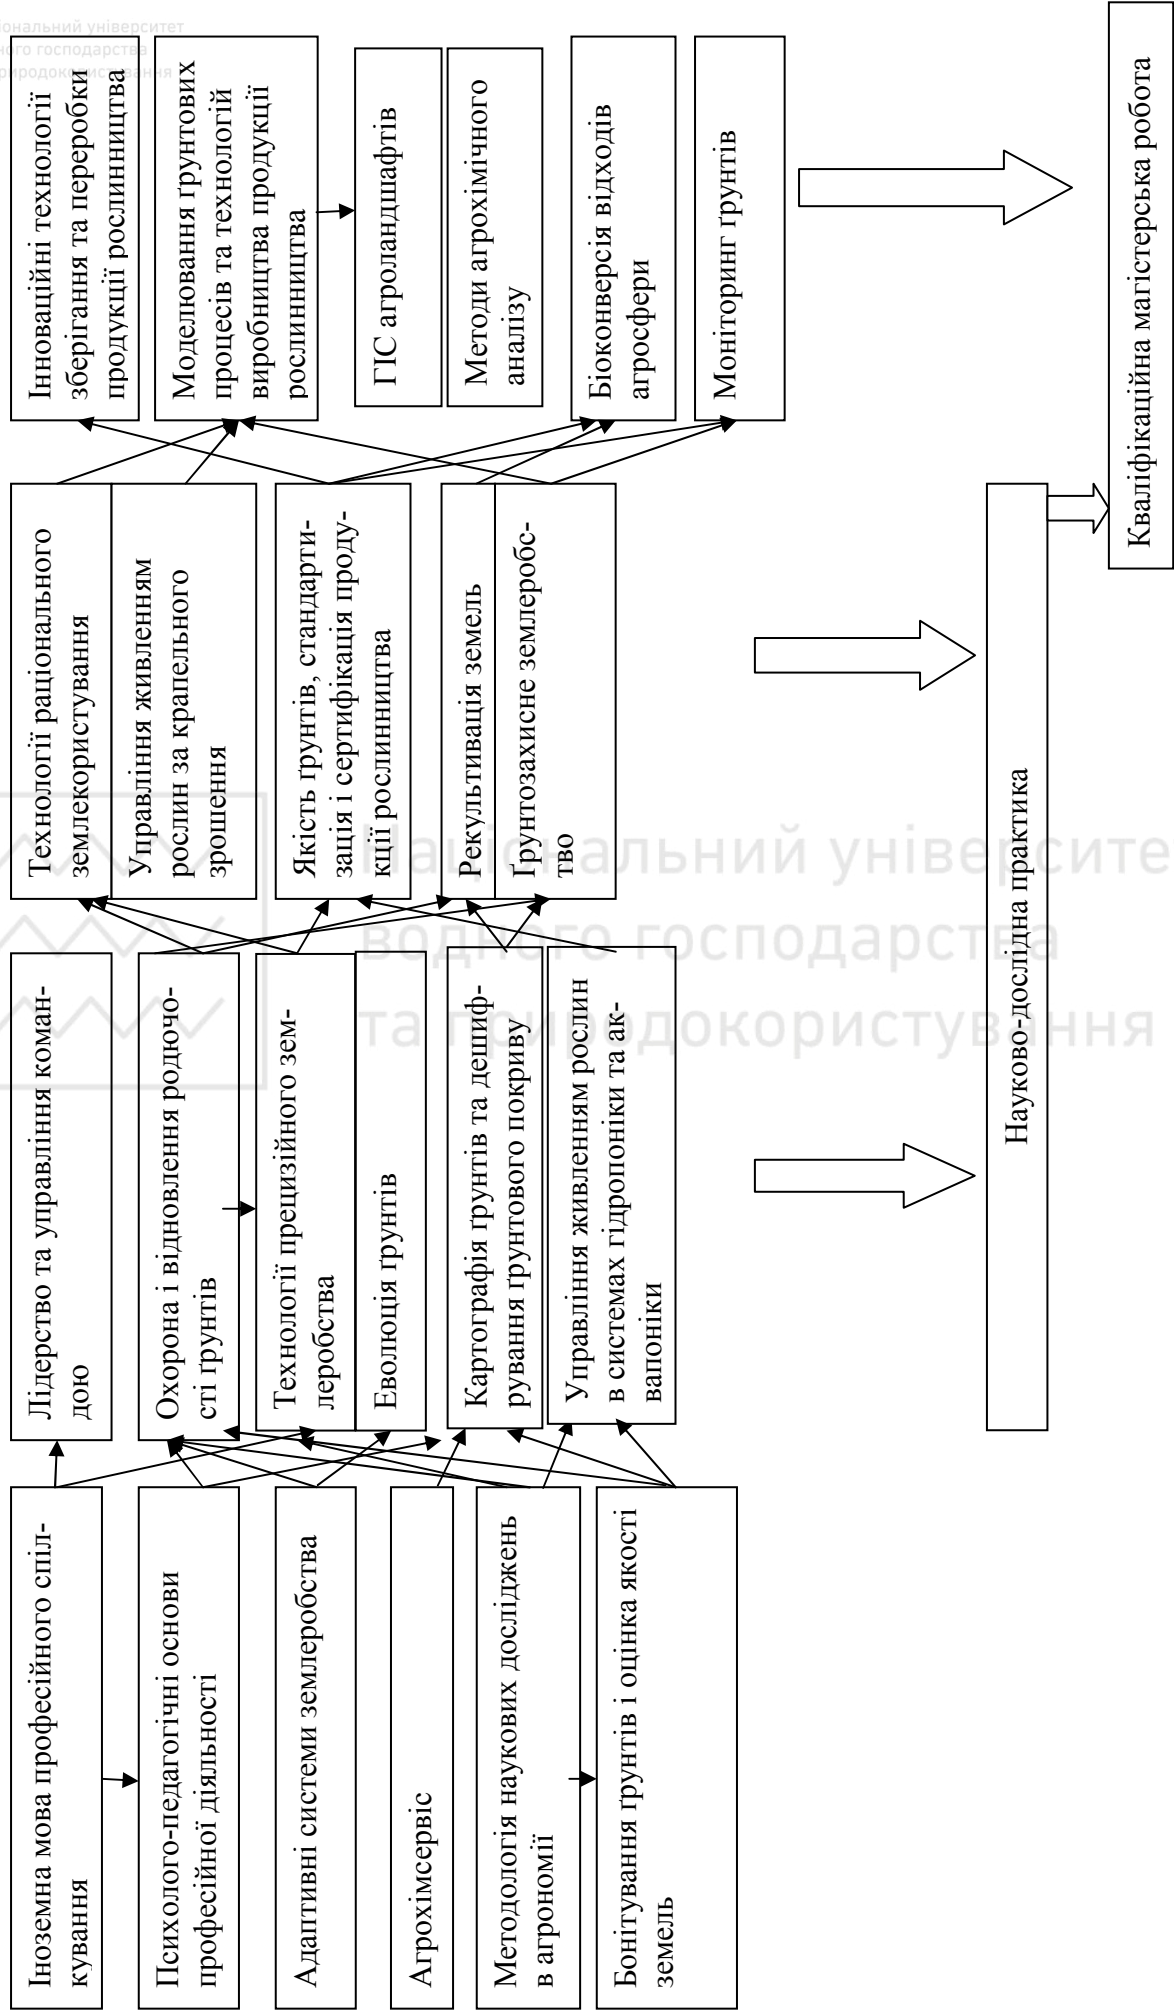 Іноземна мова професійного спіл-
кування
Психолого-педагогічні основи
професійної діяльності
Адаптивні системи землеробства
Агрохімсервіс
Методологія наукових досліджень
в агрономії
Бонітування ґрунтів і оцінка якості
земель
Лідерство та управління коман-
дою
Охорона і відновлення родючо-
сті ґрунтів
Технології прецизійного зем-
леробства
Еволюція ґрунтів
Картографія ґрунтів та дешиф-
рування ґрунтового покриву
Управління живленням рослин
в системах гідропоніки та ак-
вапоніки
Технології раціонального
землекористування
Управління живленням
рослин за крапельного
зрошення
Якість ґрунтів, стандарти-
зація і сертифікація проду-
кції рослинництва
Рекультивація земель
Ґрунтозахисне землеробс-
тво
Інноваційні технології
зберігання та переробки
продукції рослинництва
Моделювання ґрунтових
процесів та технологій
виробництва продукції
рослинництва
ГІС агроландшафтів
Методи агрохімічного
аналізу
Біоконверсія відходів
агросфери
Моніторинг ґрунтів
Науково-дослідна практика
Кваліфікаційна магістерська робота
Національний університе
водного господарства
та природокористування
іональний університет
ного господарства
риродокористування